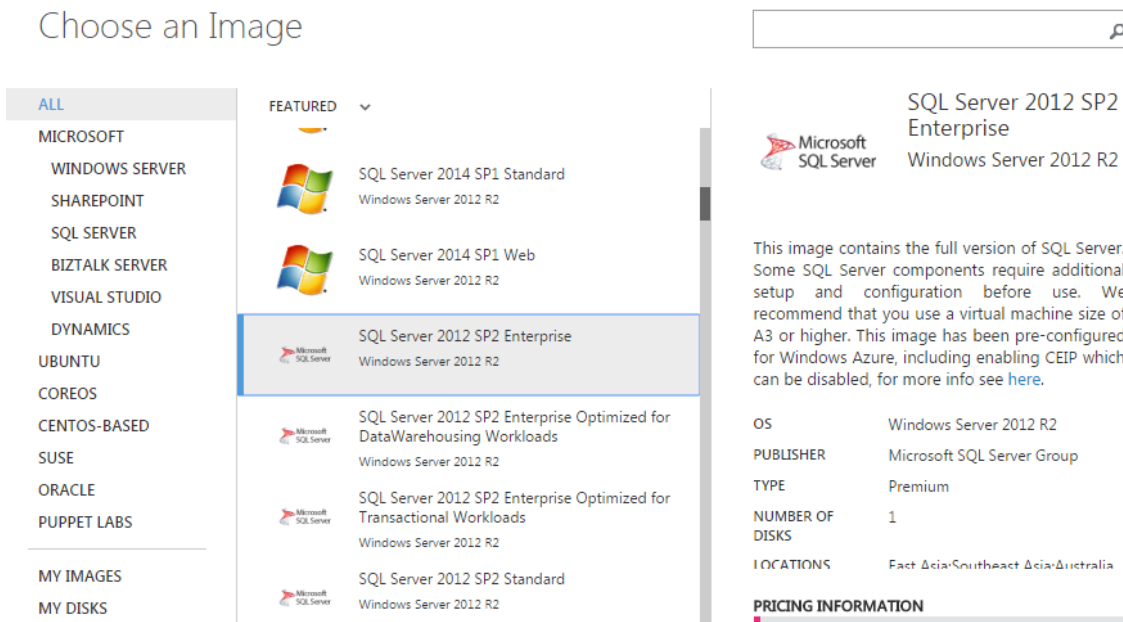 Choose an Image
ALL
MICROSOFT
WINDOWS SERVER
SHAREPOINT
SQL SERVER
BIZTALK SERVER
VISUAL STUDIO
DYNAMICS
UBUNTU
COREOS
CENTOS-BASED
SUSE
ORACLE
PUPPET LABS
MY IMAGES
MY DISKS
FEATURED
SQL Server 2014 SP1 Standard
Windows Server 2012 R2
SQL Server 2014 SP1 Web
Windows Server 2012 R2
Microsoft
SQL Server
SQL Server 2012 SP2 Enterprise
Windows Server 2012 R2
Microsoft
SQL Server
SQL Server 2012 SP2 Enterprise Optimized for
DataWarehousing Workloads
Windows Server 2012 R2
Microsoft
SQL Server
SQL Server 2012 SP2 Enterprise Optimized for
Transactional Workloads
Windows Server 2012 R2
Microsoft
SQL Server
SQL Server 2012 SP2 Standard
Windows Server 2012 R2
Microsoft
SQL Server
SQL Server 2012 SP2
Enterprise
Windows Server 2012 R2
This image contains the full version of SQL Server.
Some SQL Server components require additional
setup and configuration before use. We
recommend that you use a virtual machine size of
A3 or higher. This image has been pre-configured
for Windows Azure, including enabling CEIP which
can be disabled, for more info see here.
OS Windows Server 2012 R2
PUBLISHER Microsoft SQL Server Group
TYPE Premium
NUMBER OF 1
DISKS
LOCATIONS East Asia;Southeast Asia;Australia
PRICING INFORMATION